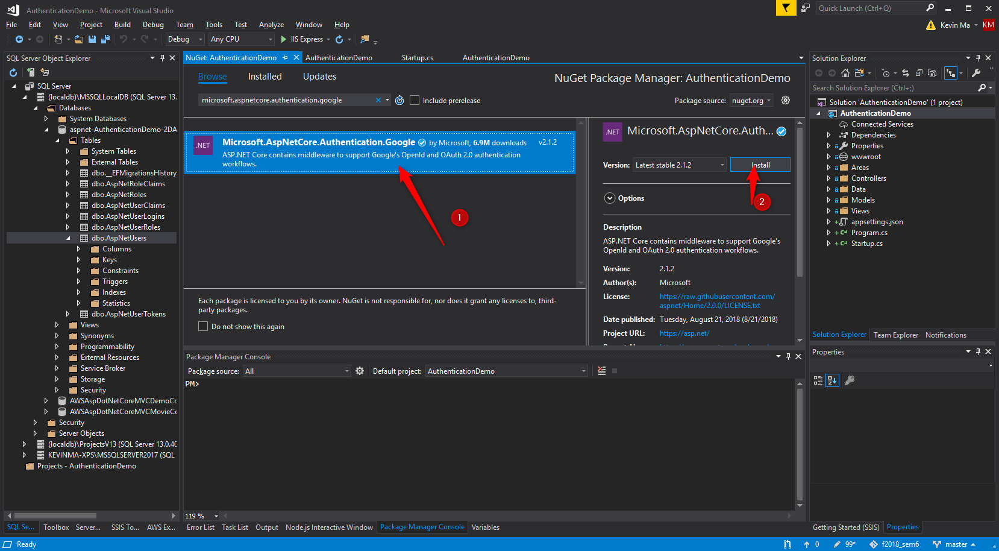 AuthenticationDemo - Microsoft Visual Studio
Quick Launch (Ctrl+Q)
File Edit View Project Build Debug Team Tools Test Analyze Window Help
Kevin Ma KM
Debug Any CPU IIS Express
SQL Server Object Explorer
SQL Server
(localdb)\MSSQLLocalDB (SQL Server 13.
Databases
System Databases
aspnet-AuthenticationDemo-2DA
Tables
System Tables
External Tables
dbo.__EFMigrationsHistory
dbo.AspNetRoleClaims
dbo.AspNetRoles
dbo.AspNetUserClaims
dbo.AspNetUserLogins
dbo.AspNetUserRoles
dbo.AspNetUsers
Columns
Keys
Constraints
Triggers
Indexes
Statistics
dbo.AspNetUserTokens
Views
Synonyms
Programmability
External Resources
Service Broker
Storage
Security
AWSAspDotNetCoreMVCDemoCo
AWSAspDotNetCoreMVCMovieCo
Security
Server Objects
(localdb)\ProjectsV13 (SQL Server 13.0.40
KEVINMA-XPS\MSSQLSERVER2017 (SQL
Projects - AuthenticationDemo
SQL Se... Toolbox Server... SSIS To... AWS Ex...
NuGet: AuthenticationDemo AuthenticationDemo Startup.cs AuthenticationDemo
Browse Installed Updates
NuGet Package Manager: AuthenticationDemo
microsoft.aspnetcore.authentication.google
Include prerelease
Package source: nuget.org
.NET
Microsoft.AspNetCore.Authentication.Google by Microsoft, 6.9M downloads v2.1.2
ASP.NET Core contains middleware to support Google's OpenId and OAuth 2.0 authentication
workflows.
1
Each package is licensed to you by its owner. NuGet is not responsible for, nor does it grant any licenses to, third-
party packages.
Do not show this again
.NET
Microsoft.AspNetCore.Auth...
Version: Latest stable 2.1.2 Install
2
Options
Description
ASP.NET Core contains middleware to support Google's
OpenId and OAuth 2.0 authentication workflows.
Version: 2.1.2
Author(s): Microsoft
License: https://raw.githubusercontent.com/
aspnet/Home/2.0.0/LICENSE.txt
Date published: Tuesday, August 21, 2018 (8/21/2018)
Project URL: https://asp.net/
Package Manager Console
Package source: All Default project: AuthenticationDemo
PM>
119 %
Error List Task List Output Node.js Interactive Window Package Manager Console Variables
Solution Explorer
Search Solution Explorer (Ctrl+;)
Solution 'AuthenticationDemo' (1 project)
AuthenticationDemo
Connected Services
Dependencies
Properties
wwwroot
Areas
Controllers
Data
Models
Views
appsettings.json
C# Program.cs
C# Startup.cs
Solution Explorer Team Explorer Notifications
Properties
Getting Started (SSIS) Properties
Ready
0 99* f2018_sem6 master